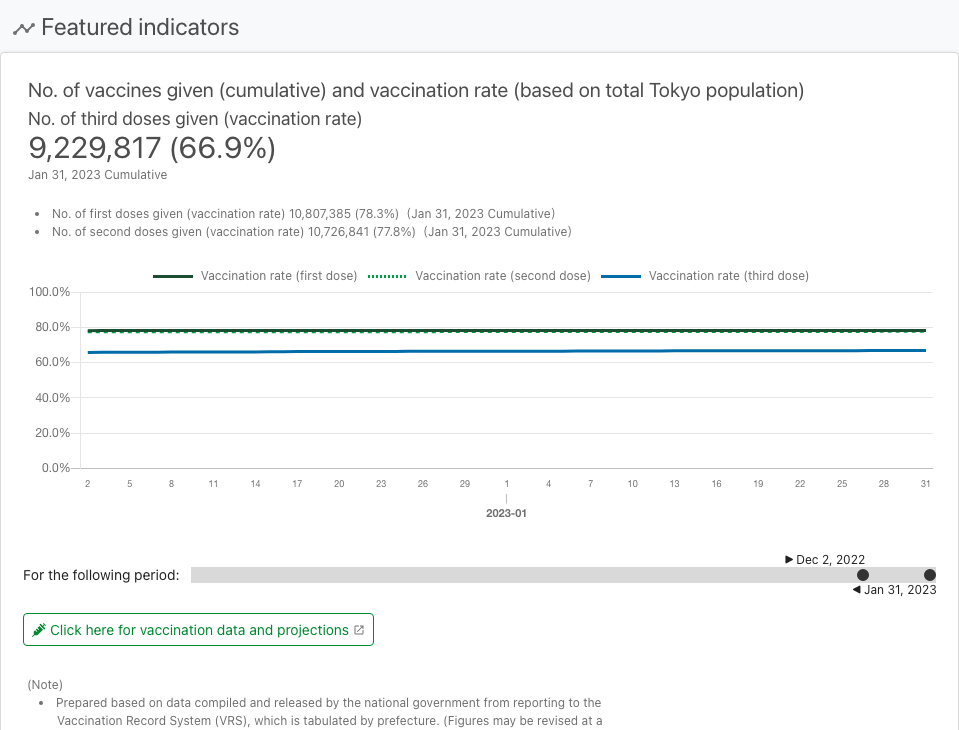 Featured indicators
No. of vaccines given (cumulative) and vaccination rate (based on total Tokyo population)
No. of third doses given (vaccination rate)
9,229,817 (66.9%)
Jan 31, 2023 Cumulative
No. of first doses given (vaccination rate) 10,807,385 (78.3%)  (Jan 31, 2023 Cumulative)
No. of second doses given (vaccination rate) 10,726,841 (77.8%)  (Jan 31, 2023 Cumulative)
Vaccination rate (first dose) Vaccination rate (second dose) Vaccination rate (third dose)
100.0%
80.0%
60.0%
40.0%
20.0%
0.0%
2 5 8 11 14 17 20 23 26 29 1 4 7 10 13 16 19 22 25 28 31
2023-01
Dec 2, 2022
For the following period:
Jan 31, 2023
Click here for vaccination data and projections
(Note)
Prepared based on data compiled and released by the national government from reporting to the
Vaccination Record System (VRS), which is tabulated by prefecture. (Figures may be revised at a